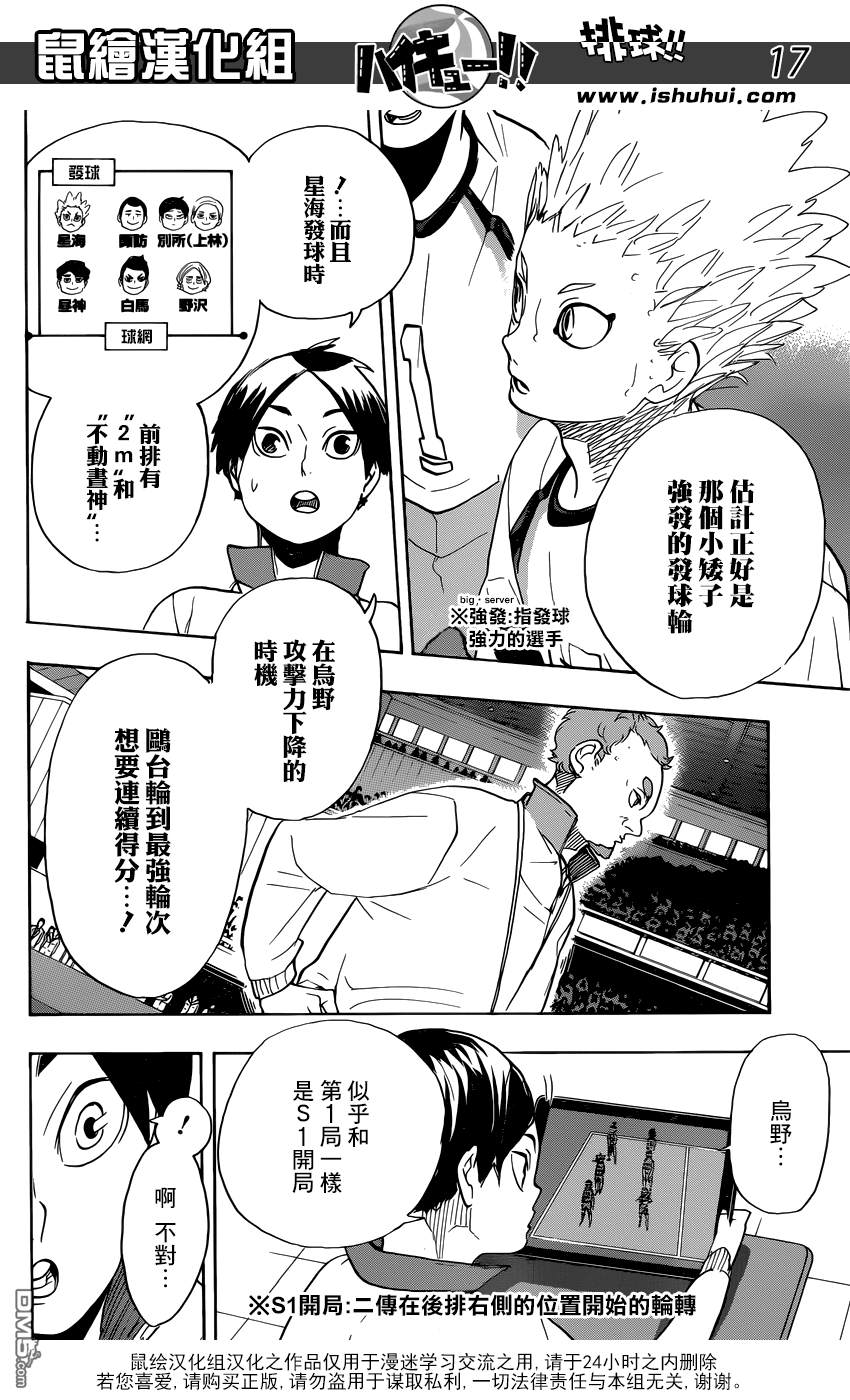 鼠繪漢化組
ハイキュー!!
排球!!
17
www.ishuhui.com
！…而且
星海發球時
發球
星海
諏訪
別所(上林)
昼神
白馬
野沢
球網
前排有
“2m“和
“不動晝神“…
估計正好是
那個小矮子
強發的發球輪
big・server
※強發:指發球
強力的選手
在烏野
攻擊力下降的
時機
鷗台輪到最強輪次
想要連續得分…！
烏野…
似乎和
第1局一樣
是S1開局
！
啊 不對…
※S1開局:二傳在後排右側的位置開始的輪轉
DM5.com
鼠绘汉化组汉化之作品仅用于漫迷学习交流之用, 请于24小时之内删除
若您喜爱, 请购买正版, 请勿用于谋取私利, 一切法律责任与本组无关, 谢谢。